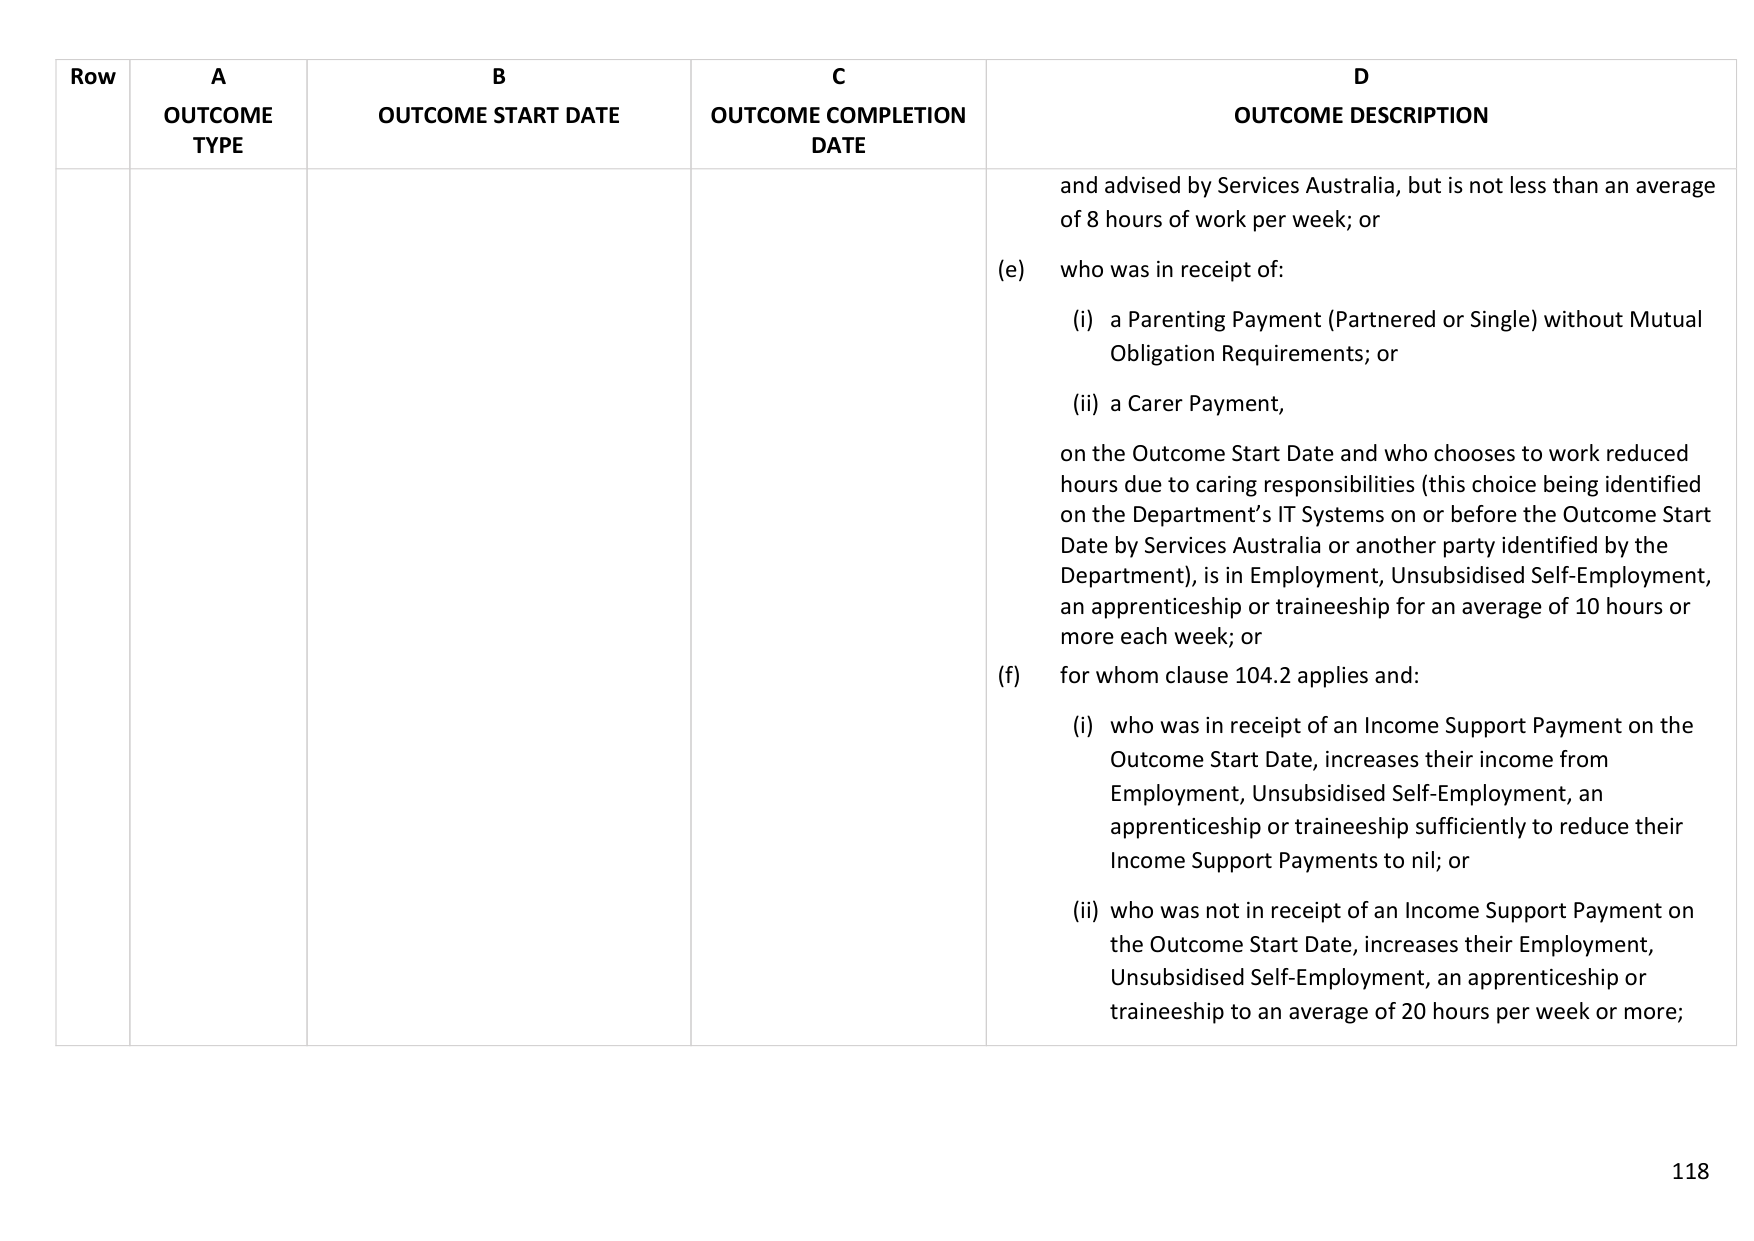 Row
A
OUTCOME
TYPE
B
OUTCOME START DATE
C
OUTCOME COMPLETION
DATE
D
OUTCOME DESCRIPTION
and advised by Services Australia, but is not less than an average
of 8 hours of work per week; or
(e) who was in receipt of:
(i) a Parenting Payment (Partnered or Single) without Mutual
Obligation Requirements; or
(ii) a Carer Payment,
on the Outcome Start Date and who chooses to work reduced
hours due to caring responsibilities (this choice being identified
on the Department’s IT Systems on or before the Outcome Start
Date by Services Australia or another party identified by the
Department), is in Employment, Unsubsidised Self-Employment,
an apprenticeship or traineeship for an average of 10 hours or
more each week; or
(f) for whom clause 104.2 applies and:
(i) who was in receipt of an Income Support Payment on the
Outcome Start Date, increases their income from
Employment, Unsubsidised Self-Employment, an
apprenticeship or traineeship sufficiently to reduce their
Income Support Payments to nil; or
(ii) who was not in receipt of an Income Support Payment on
the Outcome Start Date, increases their Employment,
Unsubsidised Self-Employment, an apprenticeship or
traineeship to an average of 20 hours per week or more;
118